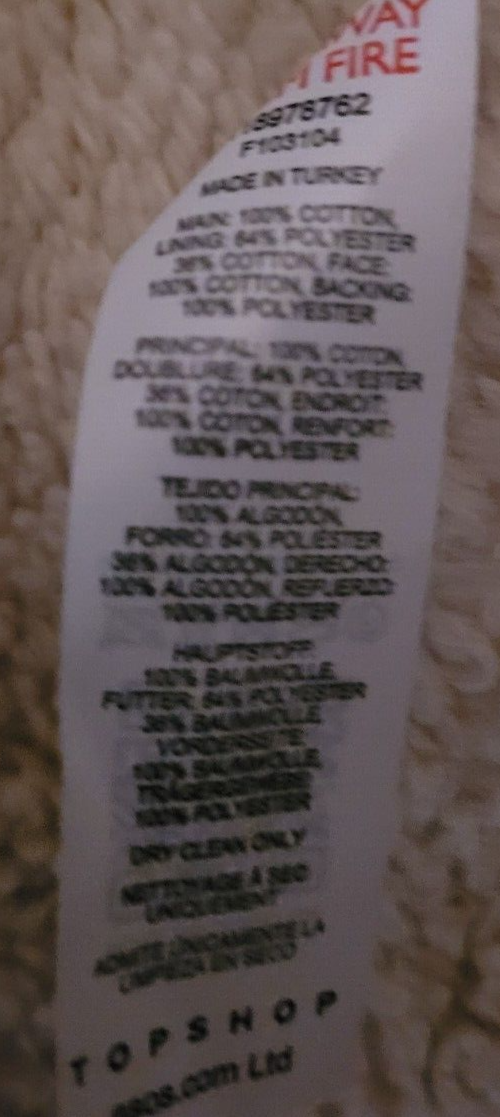 WAY
FIRE
8978762
F103104
MADE IN TURKEY
MAIN: 100% COTTON,
LINING: 64% POLYESTER
36% COTTON, FACE:
100% COTTON, BACKING:
100% POLYESTER
PRINCIPAL: 100% COTON,
DOUBLURE: 64% POLYESTER
36% COTON, ENDROIT:
100% COTON, RENFORT:
100% POLYESTER
TEJIDO PRINCIPAL:
100% ALGODÓN,
FORRO: 64% POLIÉSTER
36% ALGODÓN, DERECHO:
100% ALGODÓN, REFUERZO:
100% POLIÉSTER
HAUPTSTOFF:
100% BAUMWOLLE,
FUTTER: 64% POLYESTER
36% BAUMWOLLE,
VORDERSEITE:
100% BAUMWOLLE,
100% POLYESTER
DRY CLEAN ONLY
NETTOYAGE À SEC
UNIQUEMENT
ADMITE ÚNICAMENTE LA
LIMPIEZA EN SECO
TOPSHOP
asos.com Ltd